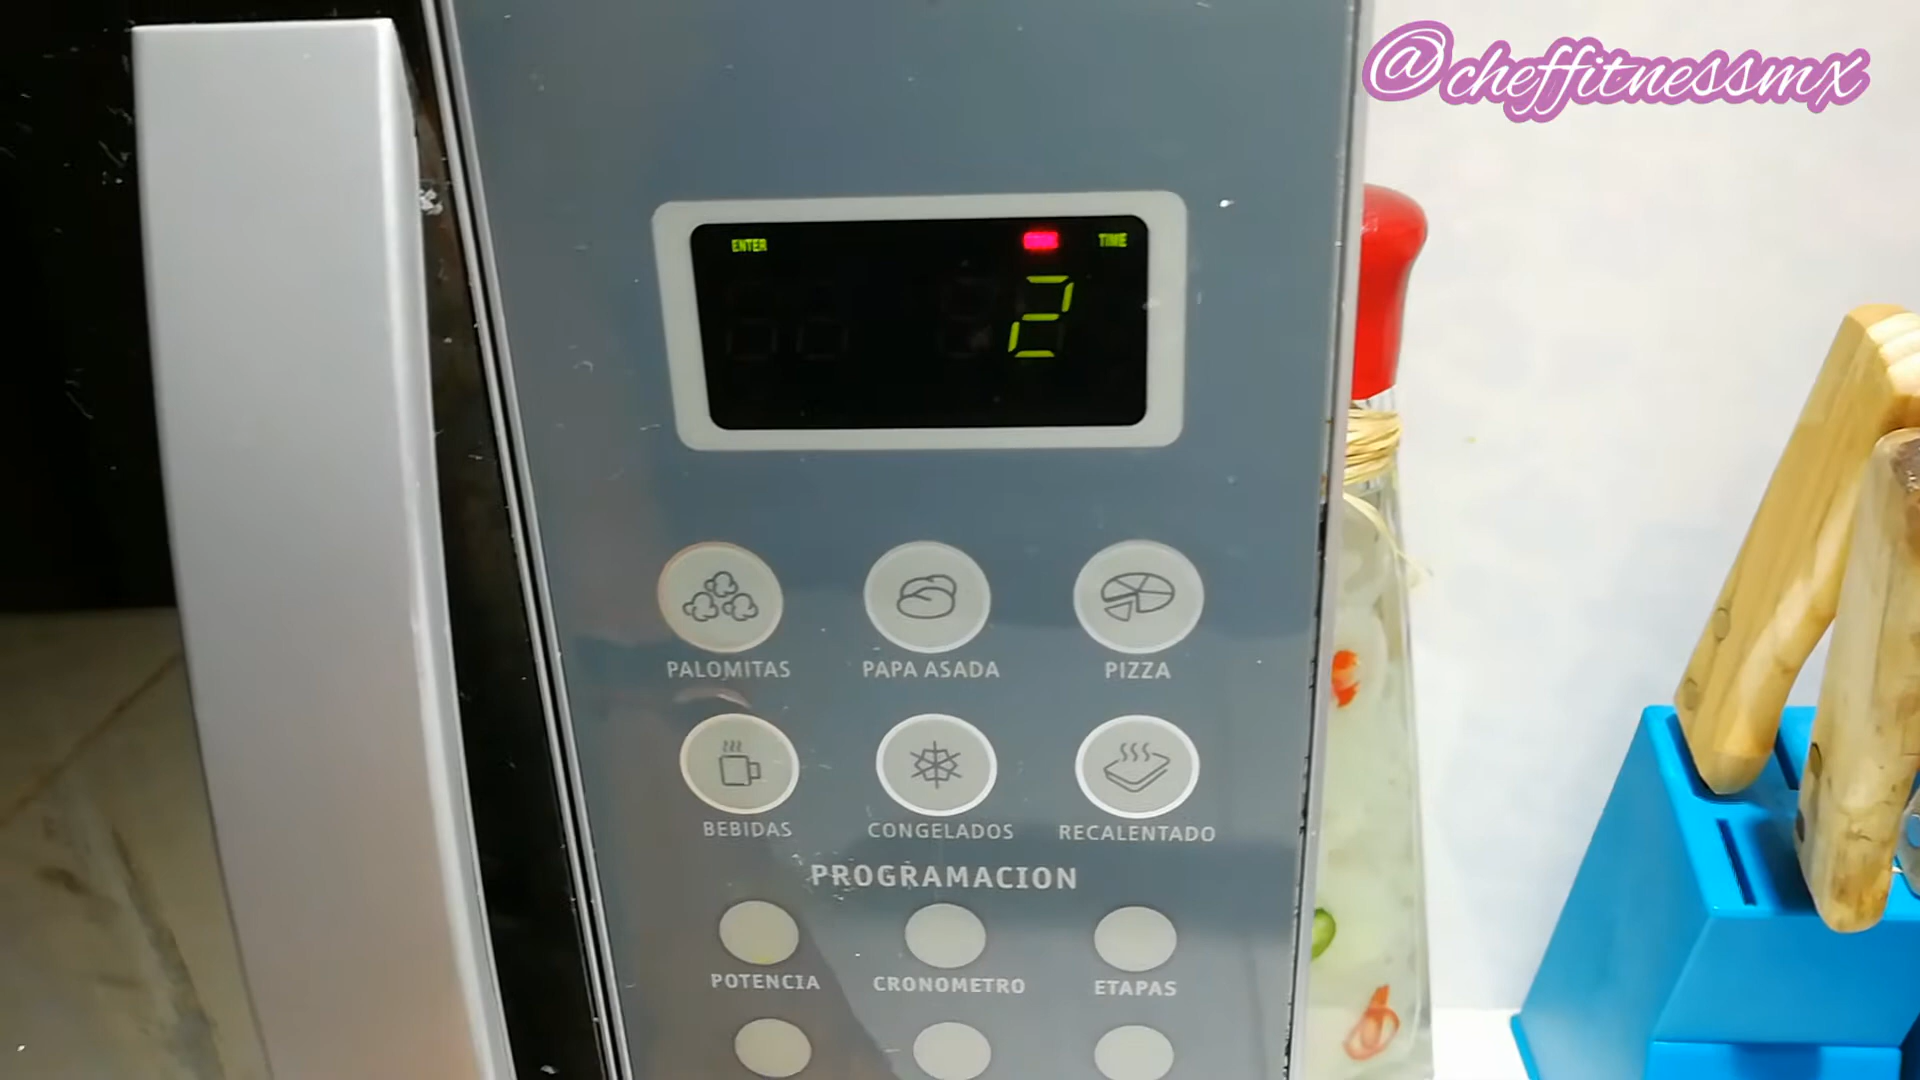 @cheffitnessmx
ENTER TIME
2
PALOMITAS PAPA ASADA PIZZA
BEBIDAS CONGELADOS RECALENTADO
PROGRAMACION
POTENCIA CRONOMETRO ETAPAS